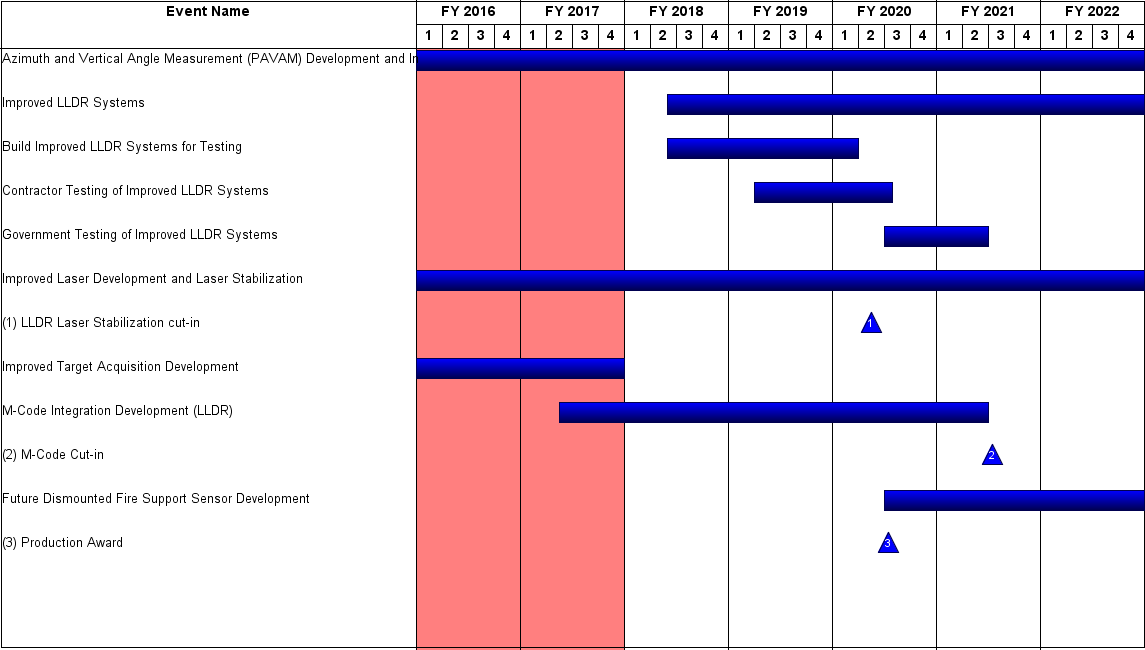 Event Name FY 2016 FY 2017 FY 2018 FY 2019 FY 2020 FY 2021 FY 2022
1 2 3 4 1 2 3 4 1 2 3 4 1 2 3 4 1 2 3 4 1 2 3 4 1 2 3 4
Azimuth and Vertical Angle Measurement (PAVAM) Development and
Improved LLDR Systems
Build Improved LLDR Systems for Testing
Contractor Testing of Improved LLDR Systems
Government Testing of Improved LLDR Systems
Improved Laser Development and Laser Stabilization
(1) LLDR Laser Stabilization cut-in 1
Improved Target Acquisition Development
M-Code Integration Development (LLDR)
(2) M-Code Cut-in 2
Future Dismounted Fire Support Sensor Development
(3) Production Award 3